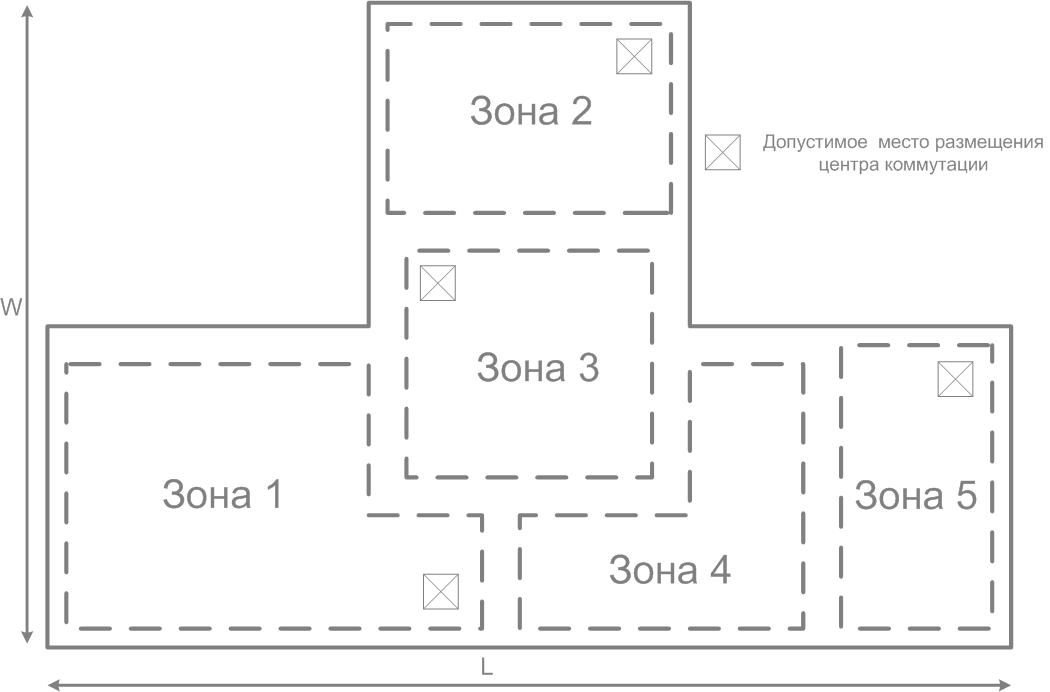 Зона 2
Допустимое место размещения
центра коммутации
W
Зона 3
Зона 1
Зона 5
Зона 4
L